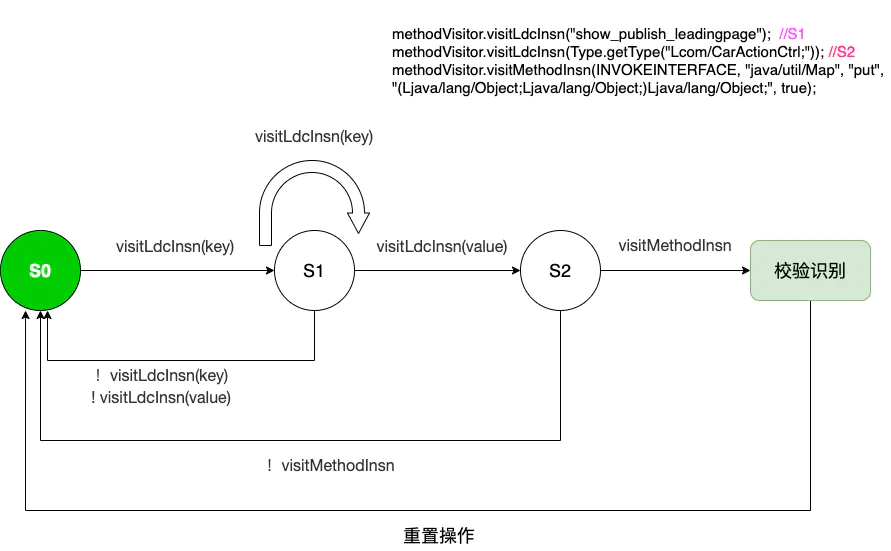 methodVisitor.visitLdcInsn("show_publish_leadingpage");  //S1
methodVisitor.visitLdcInsn(Type.getType("Lcom/CarActionCtrl;")); //S2
methodVisitor.visitMethodInsn(INVOKEINTERFACE, "java/util/Map", "put",
"(Ljava/lang/Object;Ljava/lang/Object;)Ljava/lang/Object;", true);
visitLdcInsn(key)
visitLdcInsn(key)
visitLdcInsn(value)
visitMethodInsn
S0
S1
S2
校验识别
! visitLdcInsn(key)
! visitLdcInsn(value)
! visitMethodInsn
重置操作